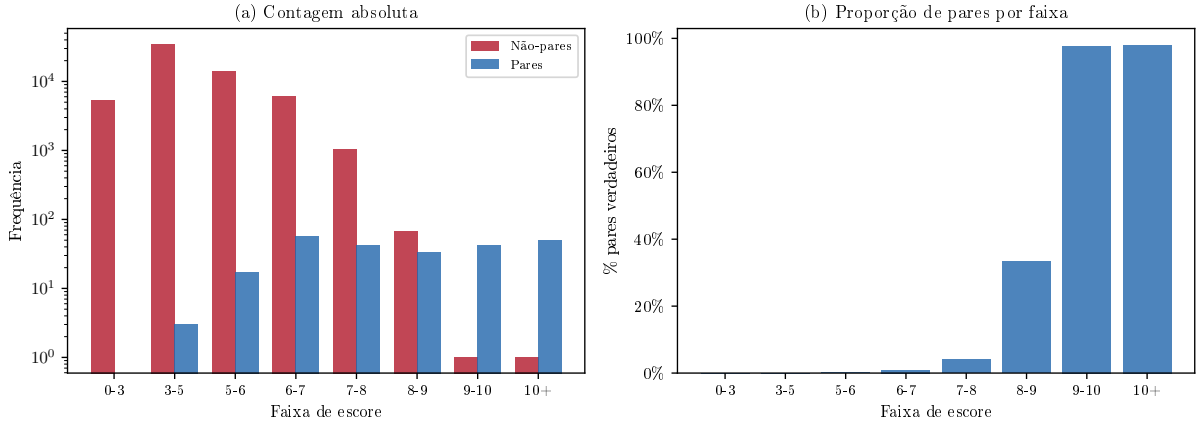 (a) Contagem absoluta
Frequência
10^4
10^3
10^2
10^1
10^0
Não-pares
Pares
0-3 3-5 5-6 6-7 7-8 8-9 9-10 10+
Faixa de escore
(b) Proporção de pares por faixa
% pares verdadeiros
100%
80%
60%
40%
20%
0%
0-3 3-5 5-6 6-7 7-8 8-9 9-10 10+
Faixa de escore